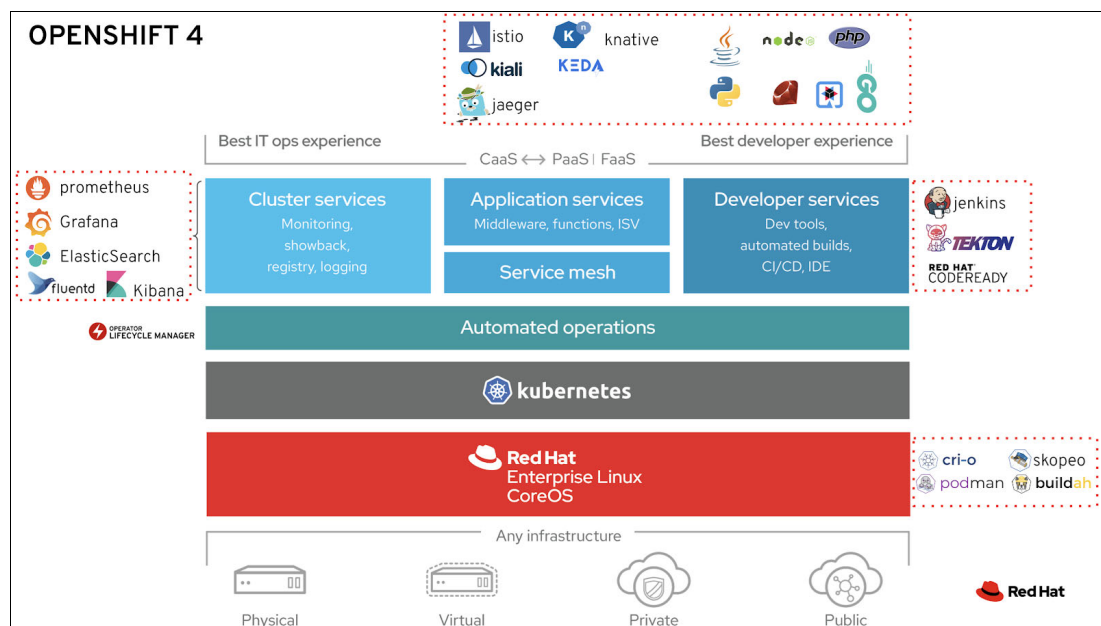 OPENSHIFT 4
istio
K n knative
kiali
KEDA
jaeger
node
php
Best IT ops experience
Best developer experience
CaaS ↔ PaaS | FaaS
prometheus
Grafana
ElasticSearch
fluentd
Kibana
Cluster services
Monitoring,
showback,
registry, logging
Application services
Middleware, functions, ISV
Service mesh
Developer services
Dev tools,
automated builds,
CI/CD, IDE
jenkins
TEKTON
RED HAT
CODEREADY
OPERATOR
LIFECYCLE MANAGER
Automated operations
kubernetes
Red Hat
Enterprise Linux
CoreOS
cri-o
skopeo
podman
buildah
Any infrastructure
Physical
Virtual
Private
Public
Red Hat